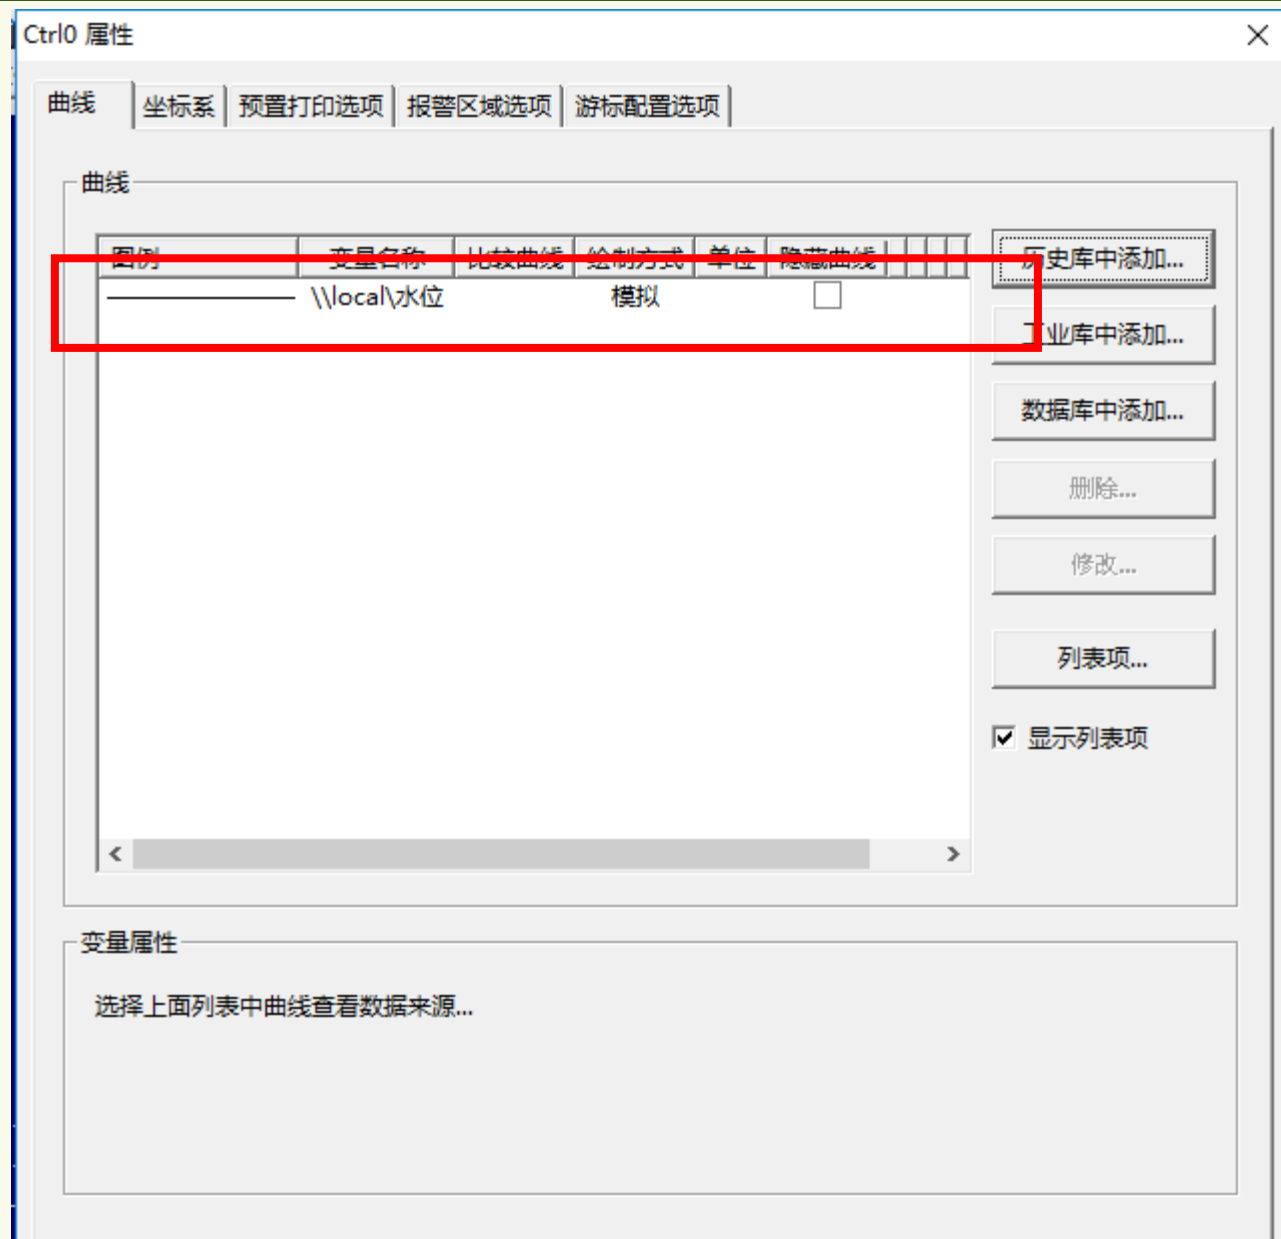 Ctrl0 属性
曲线 坐标系 预置打印选项 报警区域选项 游标配置选项
曲线
图例 变量名称 比较曲线 绘制方式 单位 隐藏曲线
\\local\水位 模拟
历史库中添加...
工业库中添加...
数据库中添加...
删除...
修改...
列表项...
显示列表项
变量属性
选择上面列表中曲线查看数据来源...